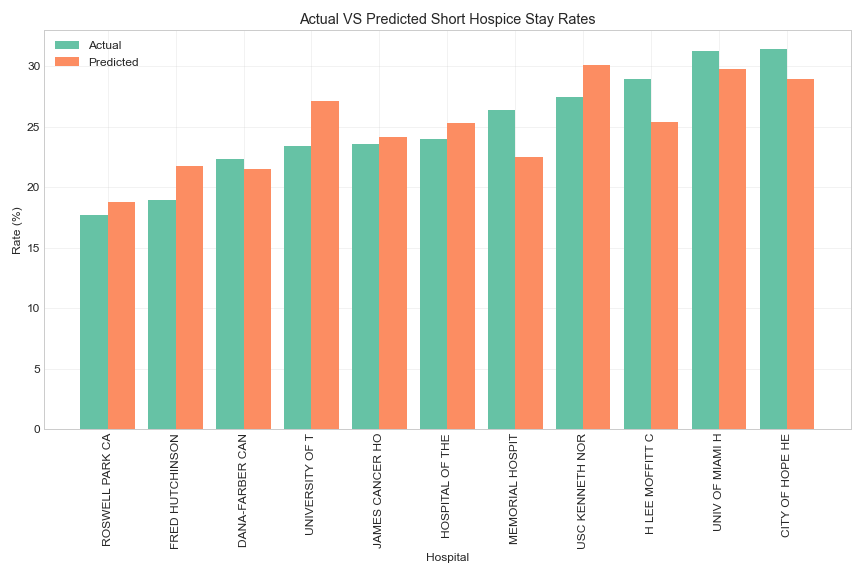 Actual VS Predicted Short Hospice Stay Rates
Actual
Predicted
Rate (%)
30
25
20
15
10
5
0
ROSWELL PARK CA
FRED HUTCHINSON
DANA-FARBER CAN
UNIVERSITY OF T
JAMES CANCER HO
HOSPITAL OF THE
MEMORIAL HOSPIT
USC KENNETH NOR
H LEE MOFFITT C
UNIV OF MIAMI H
CITY OF HOPE HE
Hospital